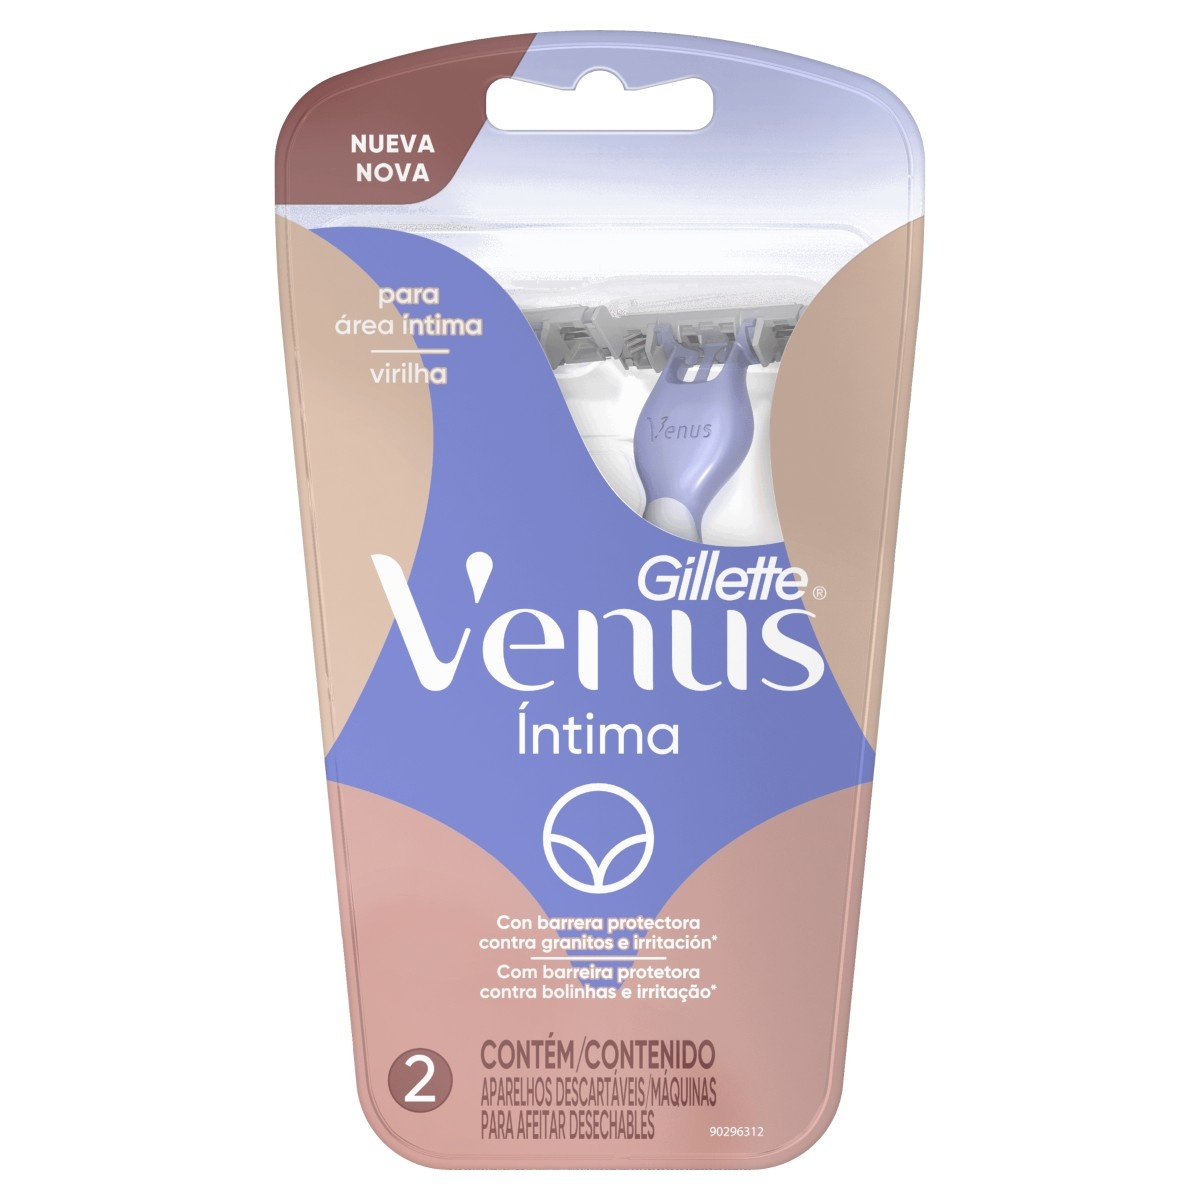 NUEVA
NOVA
para
área íntima
virilha
Venus
Gillette®
Venus
Íntima
Con barrera protectora
contra granitos e irritación*
Com barreira protetora
contra bolinhas e irritação*
2
CONTÉM/CONTENIDO
APARELHOS DESCARTÁVEIS/MÁQUINAS
PARA AFEITAR DESECHABLES
90296312